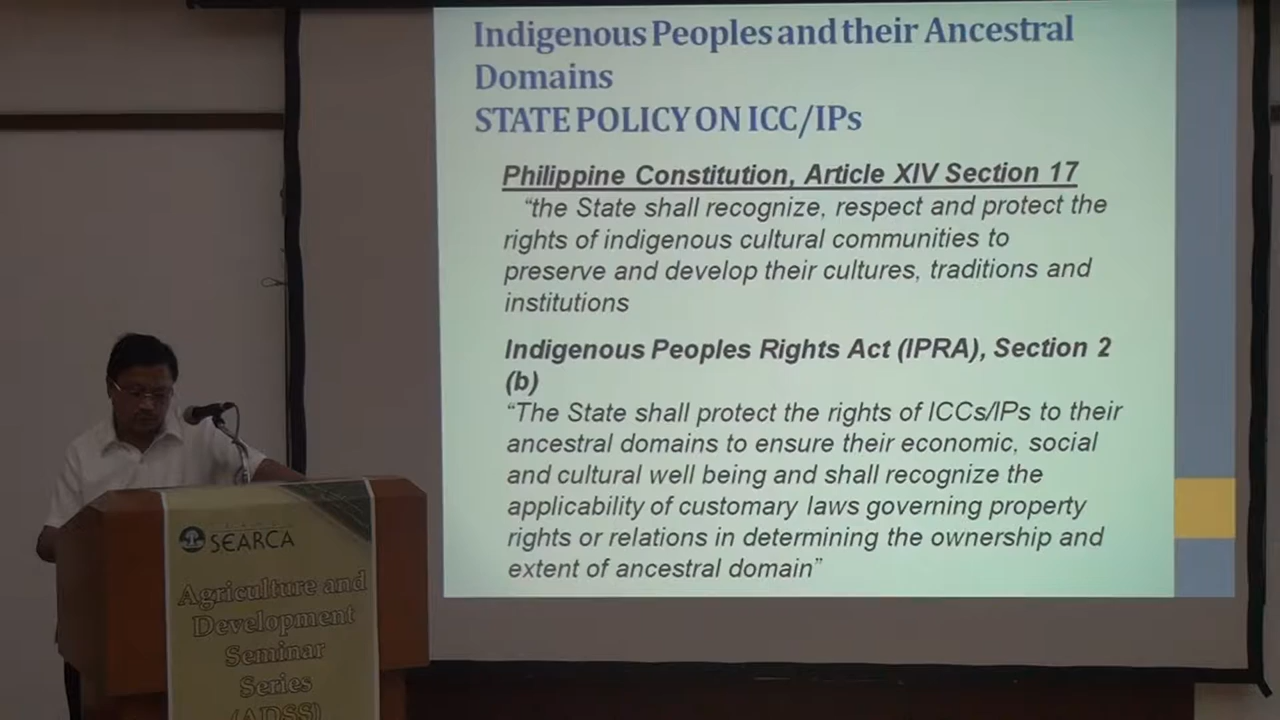 Indigenous Peoples and their Ancestral
Domains
STATE POLICY ON ICC/IPs
Philippine Constitution, Article XIV Section 17
“the State shall recognize, respect and protect the
rights of indigenous cultural communities to
preserve and develop their cultures, traditions and
institutions
Indigenous Peoples Rights Act (IPRA), Section 2
(b)
“The State shall protect the rights of ICCs/IPs to their
ancestral domains to ensure their economic, social
and cultural well being and shall recognize the
applicability of customary laws governing property
rights or relations in determining the ownership and
extent of ancestral domain”
SEARCA
Agriculture and
Development
Seminar
Series
(ADSS)